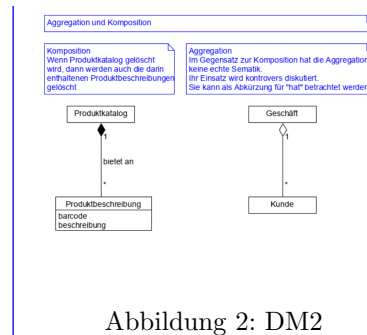 Aggregation und Komposition
Komposition
Wenn Produktkatalog gelöscht
wird, dann werden auch die darin
enthaltenen Produktbeschreibungen
gelöscht
Aggregation
Im Gegensatz zur Komposition hat die Aggregation
keine echte Sematik.
Ihr Einsatz wird kontrovers diskutiert.
Sie kann als Abkürzung für "hat" betrachtet werden
Produktkatalog
1
bietet an
*
Produktbeschreibung
barcode
beschreibung
Geschäft
1
*
Kunde
Abbildung 2: DM2